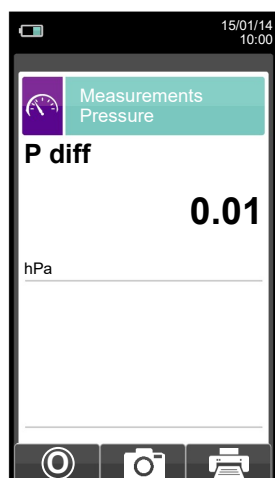 15/01/14
10:00
Measurements
Pressure
P diff
0.01
hPa
O